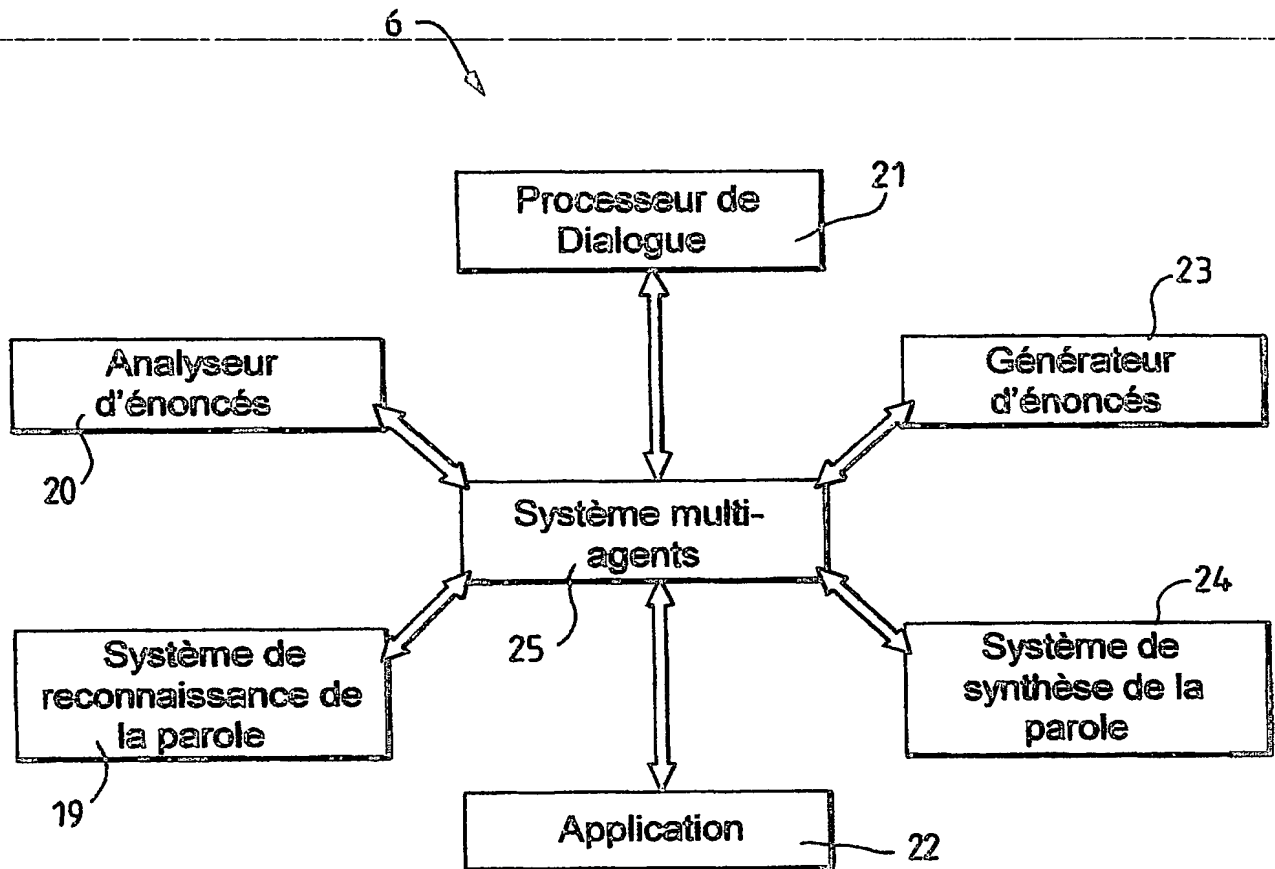 6
Processeur de
Dialogue
21
Analyseur
d'énoncés
20
Générateur
d'énoncés
23
Système multi-
agents
25
Système de
reconnaissance de
la parole
19
Système de
synthèse de la
parole
24
Application
22